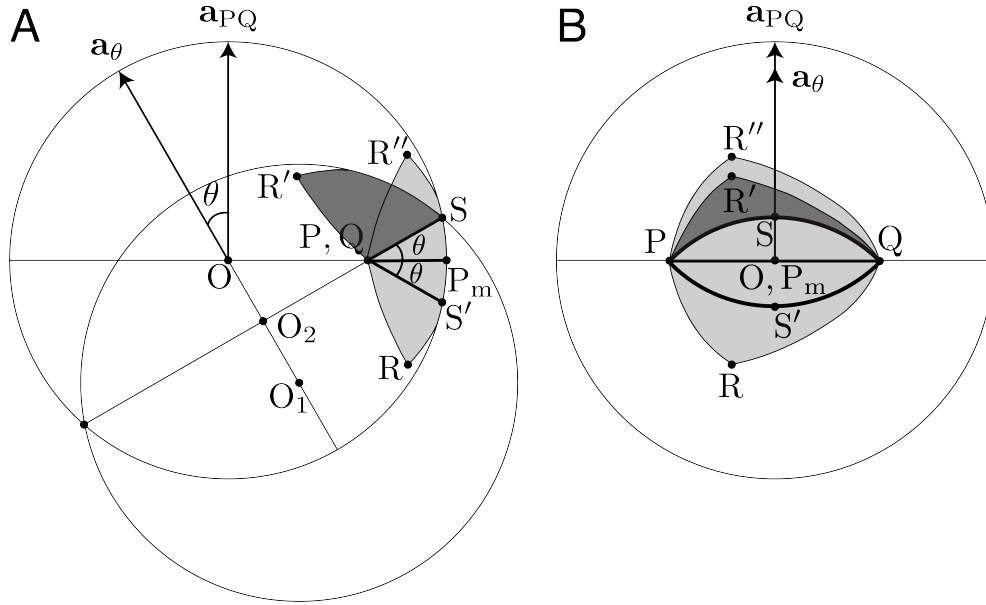 A
a_PQ
a_θ
θ
R′
R′′
S
P, Q
θ
θ
O
P_m
S′
O_2
R
O_1
B
a_PQ
a_θ
R′′
R′
P
S
Q
O, P_m
S′
R